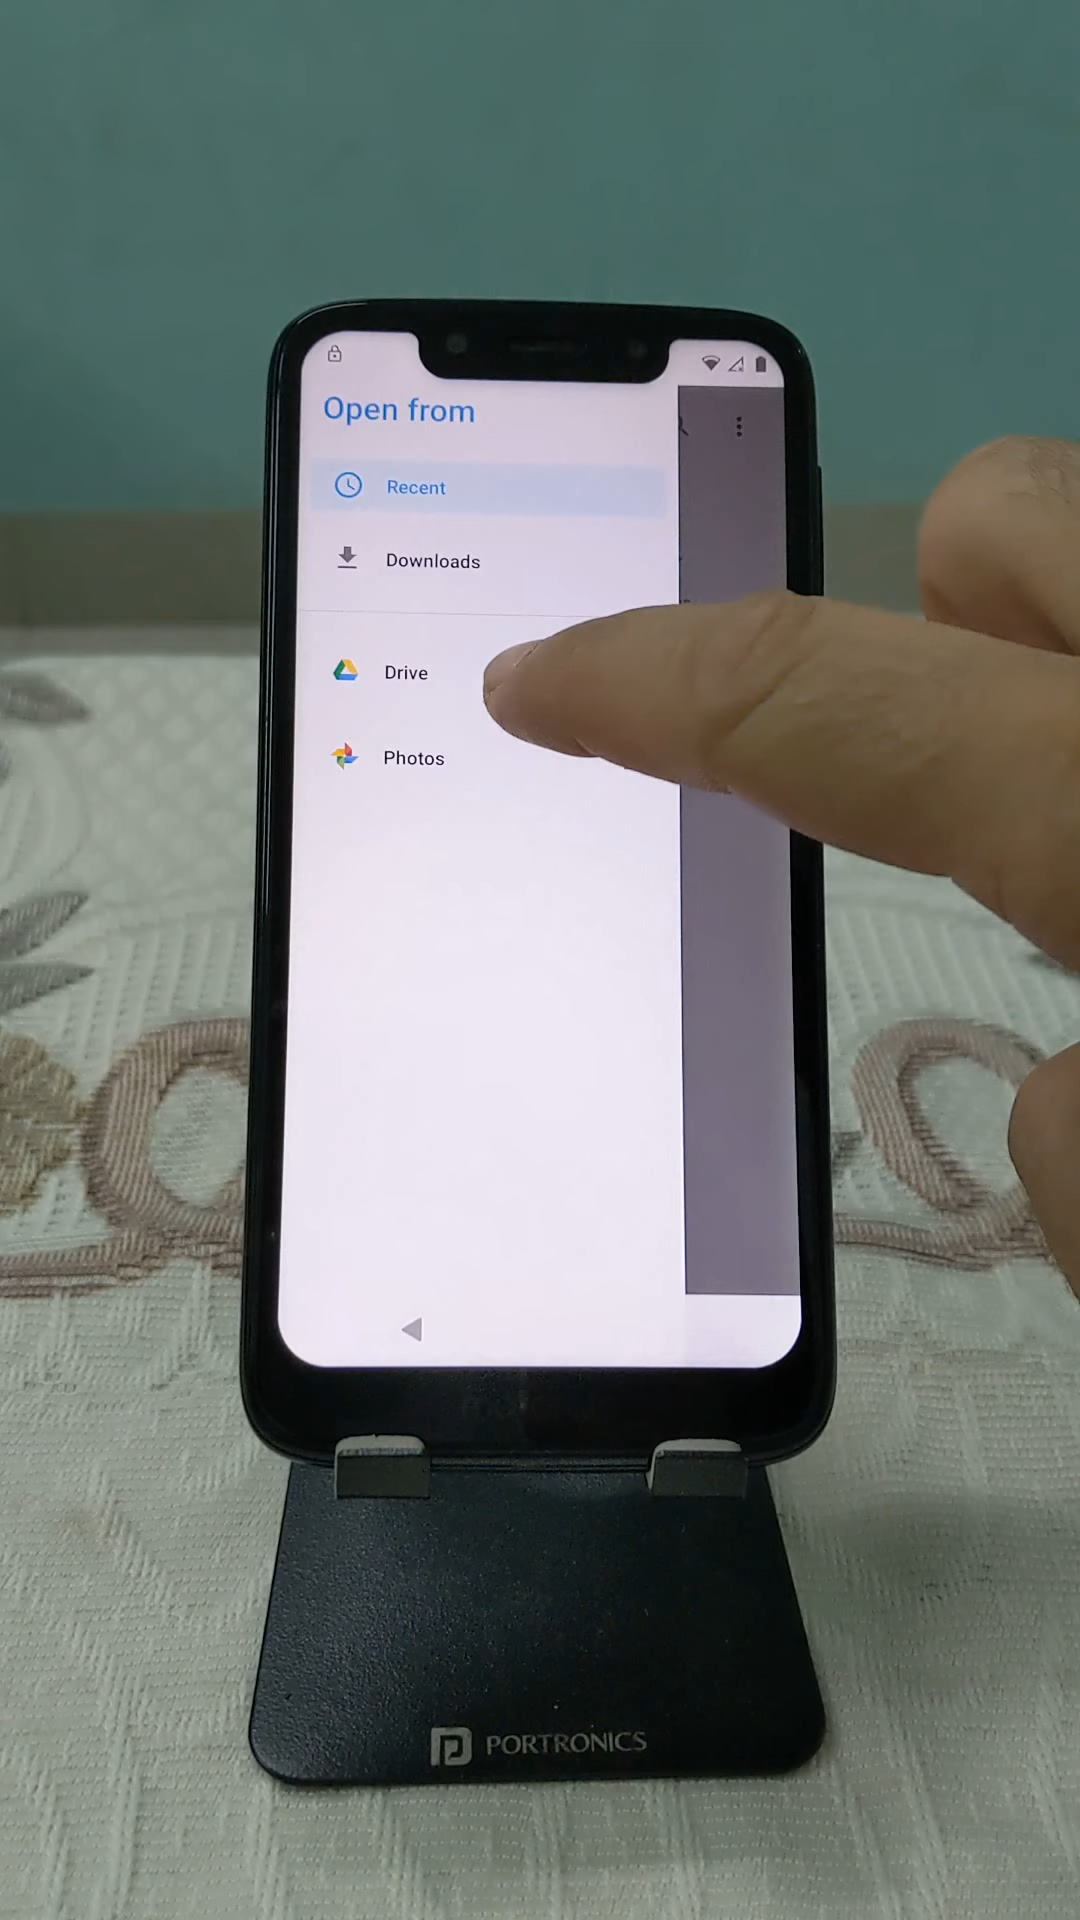 Open from
Recent
Downloads
Drive
Photos
PORTRONICS